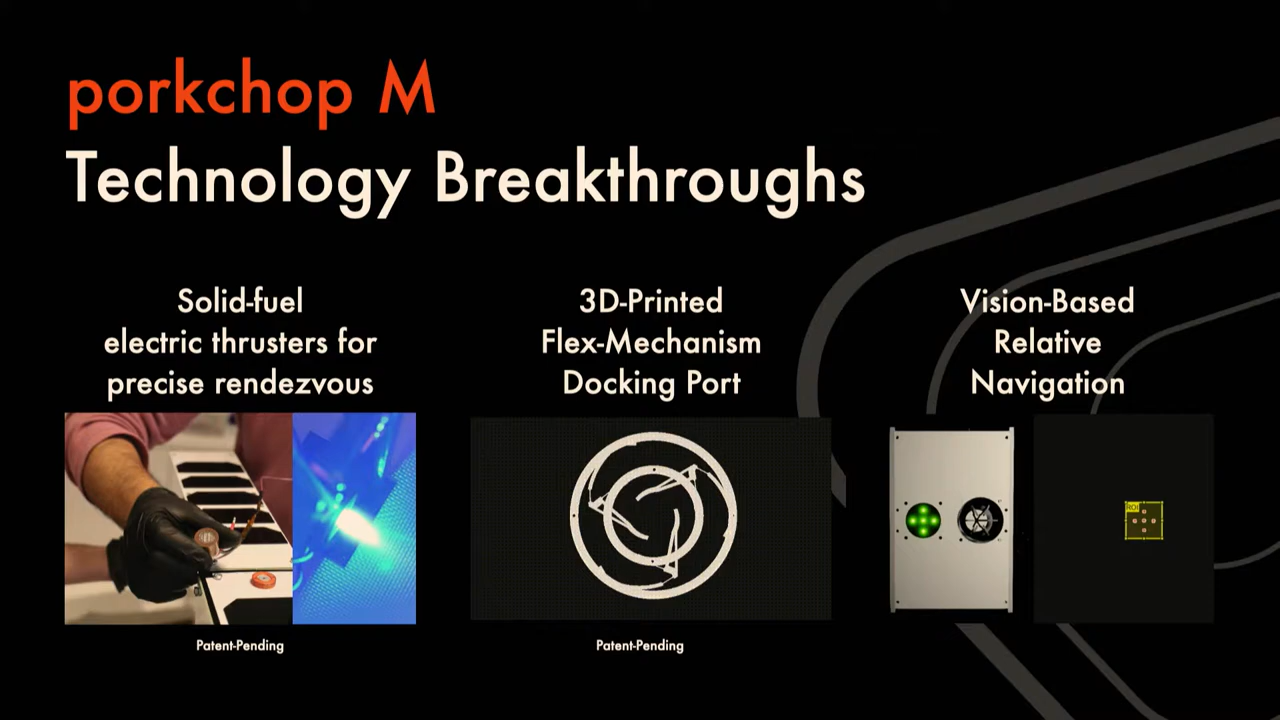 porkchop M
Technology Breakthroughs
Solid-fuel
electric thrusters for
precise rendezvous
3D-Printed
Flex-Mechanism
Docking Port
Vision-Based
Relative
Navigation
ROI
Patent-Pending
Patent-Pending